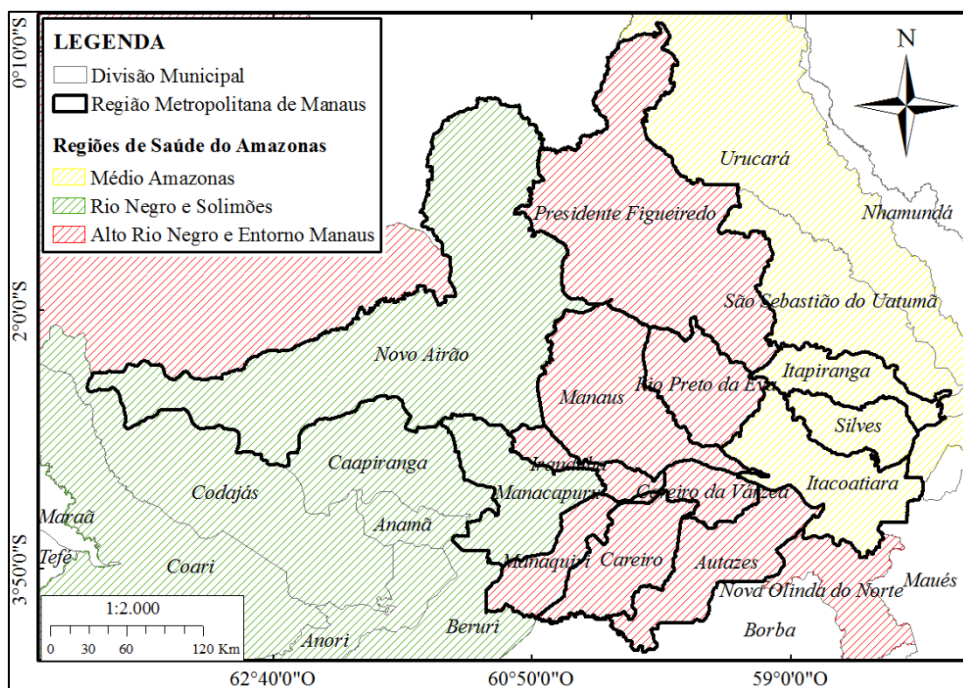 LEGENDA
Divisão Municipal
Região Metropolitana de Manaus
Regiões de Saúde do Amazonas
Médio Amazonas
Rio Negro e Solimões
Alto Rio Negro e Entorno Manaus
N
0°10'0"S
2°0'0"S
3°50'0"S
Urucará
Nhamundá
Presidente Figueiredo
São Sebastião do Uatumã
Novo Airão
Itapiranga
Rio Preto da Eva
Manaus
Silves
Caapiranga
Iranduba
Codajás
Manacapuru
Careiro da Várzea
Itacoatiara
Maraã
Anamã
Tefé
Coari
Manaquiri
Careiro
Autazes
Nova Olinda do Norte
Maués
Anori
Beruri
Borba
1:2.000
0 30 60 120 Km
62°40'0"O
60°50'0"O
59°0'0"O